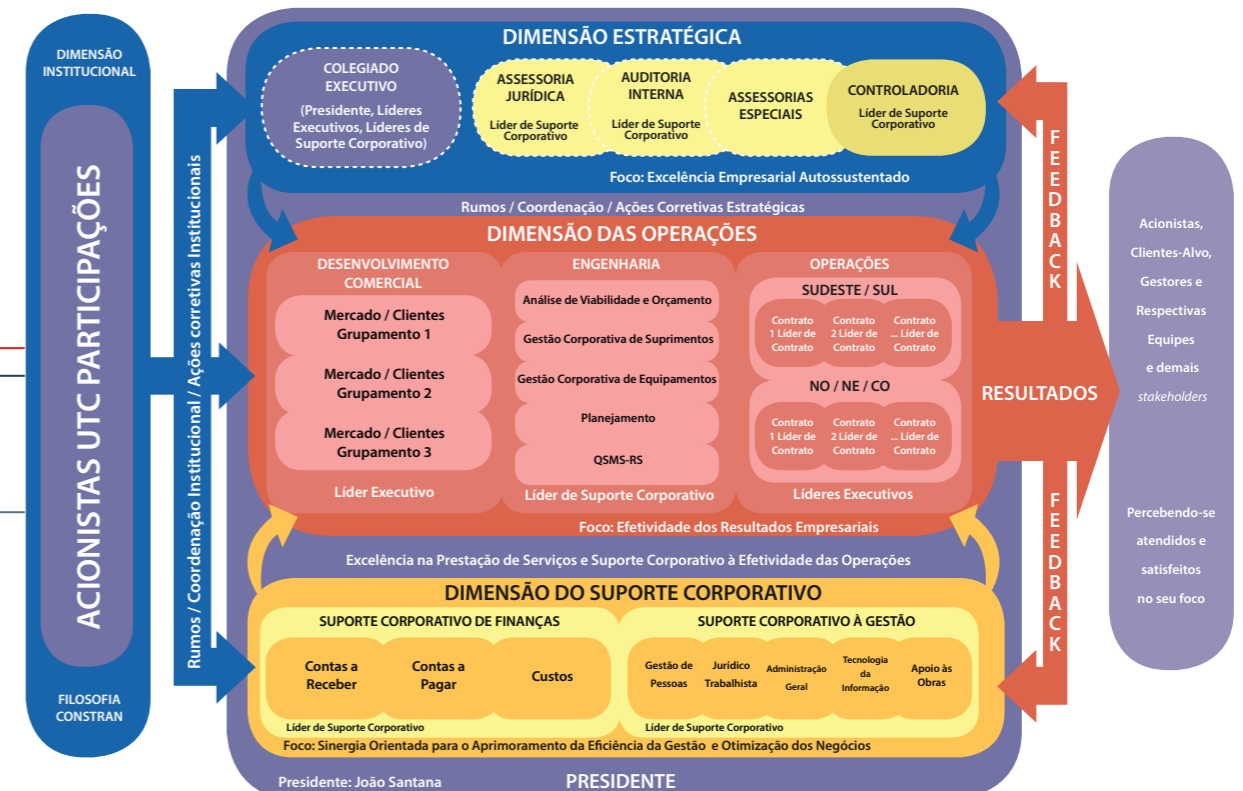 DIMENSÃO
INSTITUCIONAL
ACIONISTAS UTC PARTICIPAÇÕES
FILOSOFIA
CONSTRAN
Rumos / Coordenação Institucional / Ações corretivas Institucionais
DIMENSÃO ESTRATÉGICA
COLEGIADO
EXECUTIVO
(Presidente, Líderes
Executivos, Líderes de
Suporte Corporativo)
ASSESSORIA
JURÍDICA
Líder de Suporte
Corporativo
AUDITORIA
INTERNA
Líder de Suporte
Corporativo
ASSESSORIAS
ESPECIAIS
CONTROLADORIA
Líder de Suporte
Corporativo
Foco: Excelência Empresarial Autossustentado
Rumos / Coordenação / Ações Corretivas Estratégicas
DIMENSÃO DAS OPERAÇÕES
DESENVOLVIMENTO
COMERCIAL
Mercado / Clientes
Grupamento 1
Mercado / Clientes
Grupamento 2
Mercado / Clientes
Grupamento 3
Líder Executivo
ENGENHARIA
Análise de Viabilidade e Orçamento
Gestão Corporativa de Suprimentos
Gestão Corporativa de Equipamentos
Planejamento
QSMS-RS
Líder de Suporte Corporativo
OPERAÇÕES
SUDESTE / SUL
Contrato
1 Líder de
Contrato
Contrato
2 Líder de
Contrato
Contrato
... Líder de
Contrato
NO / NE / CO
Contrato
1 Líder de
Contrato
Contrato
2 Líder de
Contrato
Contrato
... Líder de
Contrato
Líderes Executivos
Foco: Efetividade dos Resultados Empresariais
Excelência na Prestação de Serviços e Suporte Corporativo à Efetividade das Operações
DIMENSÃO DO SUPORTE CORPORATIVO
SUPORTE CORPORATIVO DE FINANÇAS
Contas a
Receber
Contas a
Pagar
Custos
Líder de Suporte Corporativo
SUPORTE CORPORATIVO À GESTÃO
Gestão de
Pessoas
Jurídico
Trabalhista
Administração
Geral
Tecnologia
da
Informação
Apoio às
Obras
Líder de Suporte Corporativo
Foco: Sinergia Orientada para o Aprimoramento da Eficiência da Gestão e Otimização dos Negócios
Presidente: João Santana
PRESIDENTE
FEEDBACK
RESULTADOS
FEEDBACK
Acionistas,
Clientes-Alvo,
Gestores e
Respectivas
Equipes
e demais
stakeholders
Percebendo-se
atendidos e
satisfeitos
no seu foco